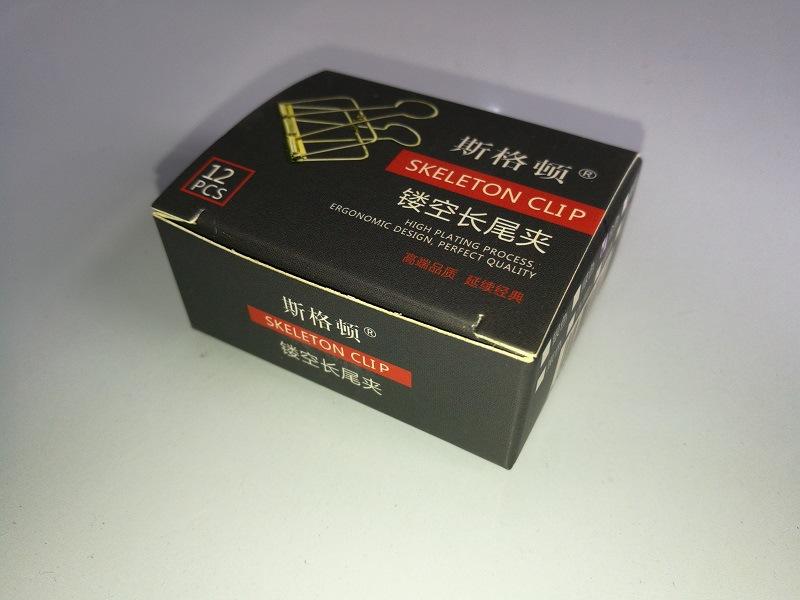 斯格顿®
SKELETON CLIP
镂空长尾夹
HIGH PLATING PROCESS,
ERGONOMIC DESIGN, PERFECT QUALITY
高端品质 延续经典
12
PCS
斯格顿®
SKELETON CLIP
镂空长尾夹